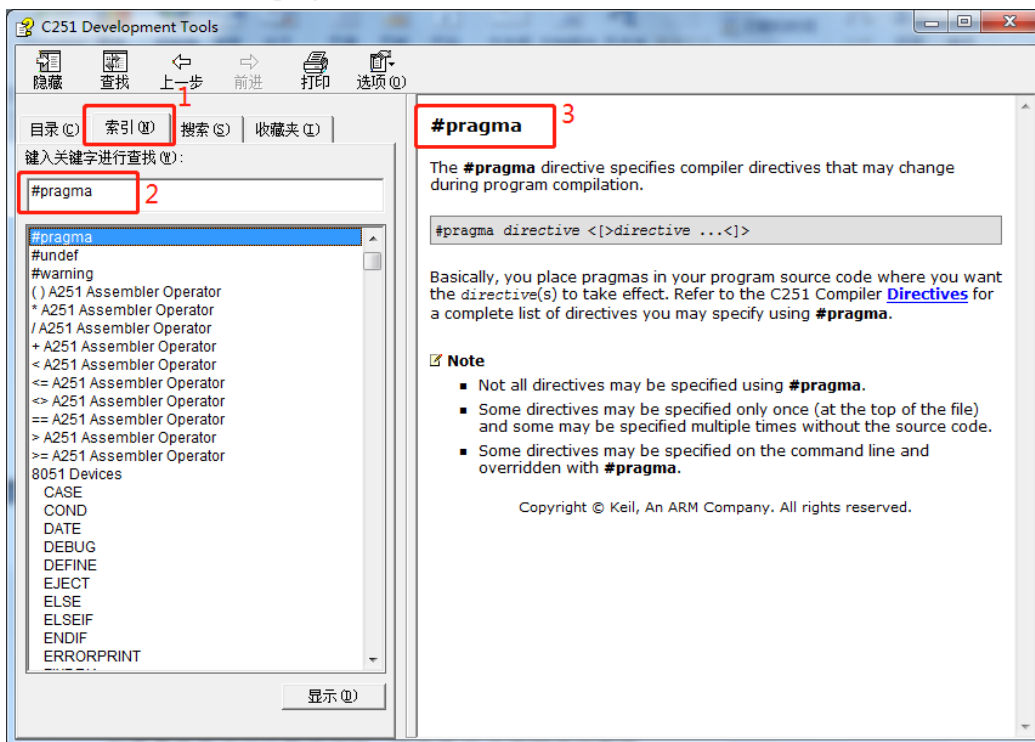 C251 Development Tools
隐藏 查找 上一步 前进 打印 选项(O)
1
目录(C) 索引(N) 搜索(S) 收藏夹(I)
键入关键字进行查找(W):
#pragma
2
#pragma
#undef
#warning
( ) A251 Assembler Operator
* A251 Assembler Operator
/ A251 Assembler Operator
+ A251 Assembler Operator
< A251 Assembler Operator
<= A251 Assembler Operator
<> A251 Assembler Operator
== A251 Assembler Operator
> A251 Assembler Operator
>= A251 Assembler Operator
8051 Devices
CASE
COND
DATE
DEBUG
DEFINE
EJECT
ELSE
ELSEIF
ENDIF
ERRORPRINT
显示(D)
#pragma
3
The #pragma directive specifies compiler directives that may change
during program compilation.
#pragma directive <[>directive ...<]>
Basically, you place pragmas in your program source code where you want
the directive(s) to take effect. Refer to the C251 Compiler Directives for
a complete list of directives you may specify using #pragma.
Note
Not all directives may be specified using #pragma.
Some directives may be specified only once (at the top of the file)
and some may be specified multiple times without the source code.
Some directives may be specified on the command line and
overridden with #pragma.
Copyright © Keil, An ARM Company. All rights reserved.